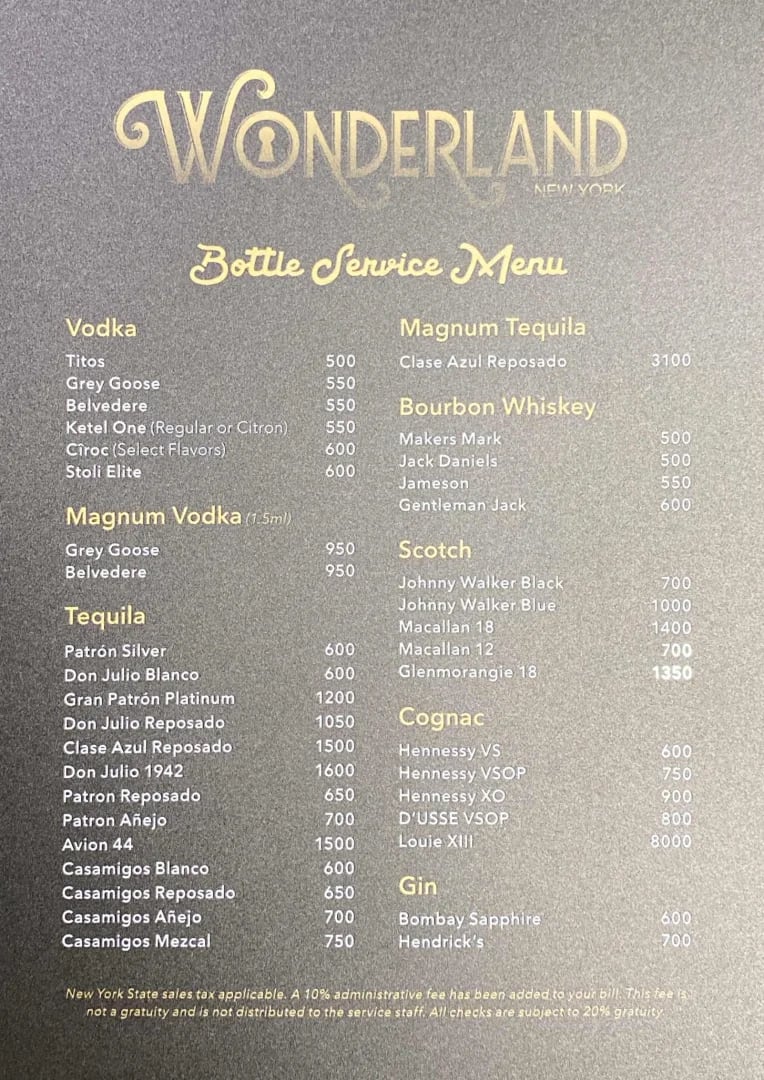 WONDERLAND
NEW YORK
Bottle Service Menu
Vodka
Titos 500
Grey Goose 550
Belvedere 550
Ketel One (Regular or Citron) 550
Cîroc (Select Flavors) 600
Stoli Elite 600
Magnum Vodka (1.5ml)
Grey Goose 950
Belvedere 950
Tequila
Patrón Silver 600
Don Julio Blanco 600
Gran Patrón Platinum 1200
Don Julio Reposado 1050
Clase Azul Reposado 1500
Don Julio 1942 1600
Patron Reposado 650
Patron Añejo 700
Avion 44 1500
Casamigos Blanco 600
Casamigos Reposado 650
Casamigos Añejo 700
Casamigos Mezcal 750
Magnum Tequila
Clase Azul Reposado 3100
Bourbon Whiskey
Makers Mark 500
Jack Daniels 500
Jameson 550
Gentleman Jack 600
Scotch
Johnny Walker Black 700
Johnny Walker Blue 1000
Macallan 18 1400
Macallan 12 700
Glenmorangie 18 1350
Cognac
Hennessy VS 600
Hennessy VSOP 750
Hennessy XO 900
D'USSE VSOP 800
Louie XIII 8000
Gin
Bombay Sapphire 600
Hendrick's 700
New York State sales tax applicable. A 10% administrative fee has been added to your bill. This fee is
not a gratuity and is not distributed to the service staff. All checks are subject to 20% gratuity.